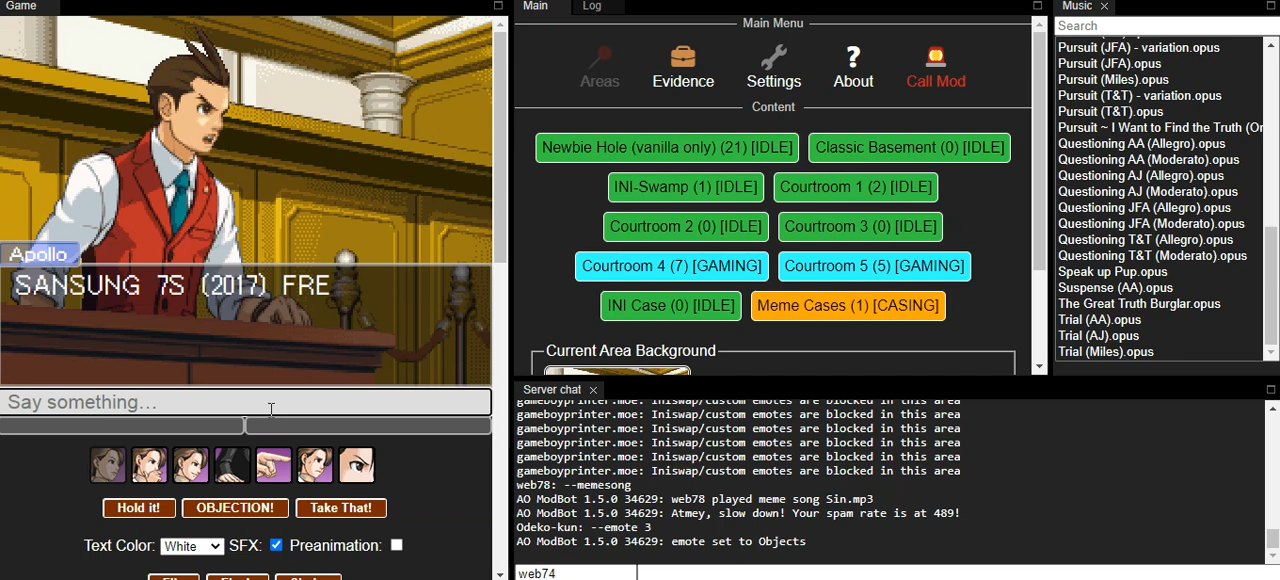 Game
Apollo
SANSUNG 7S (2017) FRE
Say something...
Hold it! OBJECTION! Take That!
Text Color: White SFX: Preanimation:
Main Log
Main Menu
Areas Evidence Settings About Call Mod
Content
Newbie Hole (vanilla only) (21) [IDLE] Classic Basement (0) [IDLE]
INI-Swamp (1) [IDLE] Courtroom 1 (2) [IDLE]
Courtroom 2 (0) [IDLE] Courtroom 3 (0) [IDLE]
Courtroom 4 (7) [GAMING] Courtroom 5 (5) [GAMING]
INI Case (0) [IDLE] Meme Cases (1) [CASING]
Current Area Background
Music
Search
Pursuit (JFA) - variation.opus
Pursuit (JFA).opus
Pursuit (Miles).opus
Pursuit (T&T) - variation.opus
Pursuit (T&T).opus
Pursuit ~ I Want to Find the Truth (Or
Questioning AA (Allegro).opus
Questioning AA (Moderato).opus
Questioning AJ (Allegro).opus
Questioning AJ (Moderato).opus
Questioning JFA (Allegro).opus
Questioning JFA (Moderato).opus
Questioning T&T (Allegro).opus
Questioning T&T (Moderato).opus
Speak up Pup.opus
Suspense (AA).opus
The Great Truth Burglar.opus
Trial (AA).opus
Trial (AJ).opus
Trial (Miles).opus
Server chat
gameboyprinter.moe: Iniswap/custom emotes are blocked in this area
gameboyprinter.moe: Iniswap/custom emotes are blocked in this area
gameboyprinter.moe: Iniswap/custom emotes are blocked in this area
gameboyprinter.moe: Iniswap/custom emotes are blocked in this area
gameboyprinter.moe: Iniswap/custom emotes are blocked in this area
gameboyprinter.moe: Iniswap/custom emotes are blocked in this area
web78: --memesong
AO ModBot 1.5.0 34629: web78 played meme song Sin.mp3
AO ModBot 1.5.0 34629: Atmey, slow down! Your spam rate is at 489!
Odeko-kun: --emote 3
AO ModBot 1.5.0 34629: emote set to Objects
web74